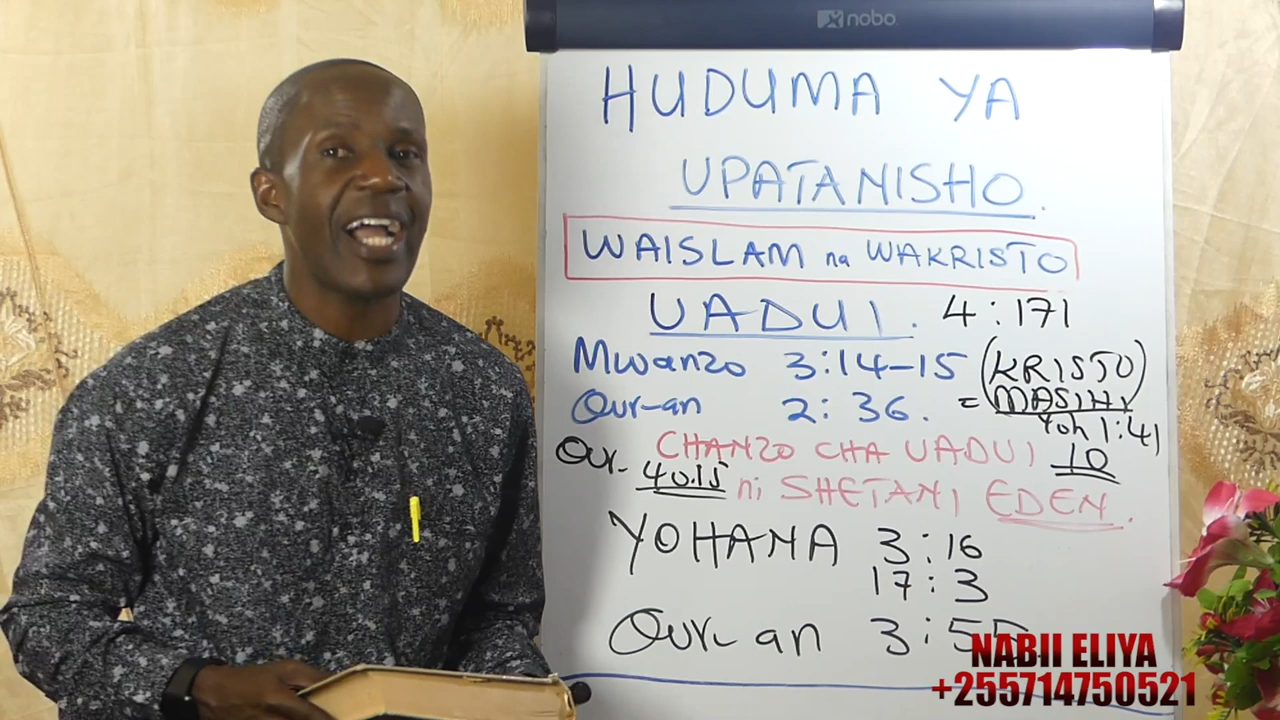 nobo
HUDUMA YA
UPATANISHO.
WAISLAM na WAKRISTO
UADUI. 4:171
Mwanzo 3:14-15 (KRISTO)
Qur-an 2:36. = MASIHI
Yoh 1:41
CHANZO CHA UADUI 10
Qur- 40:15 ni SHETANI EDEN.
YOHANA 3:16
17:3
Qur-an 3:55
NABII ELIYA
+255714750521